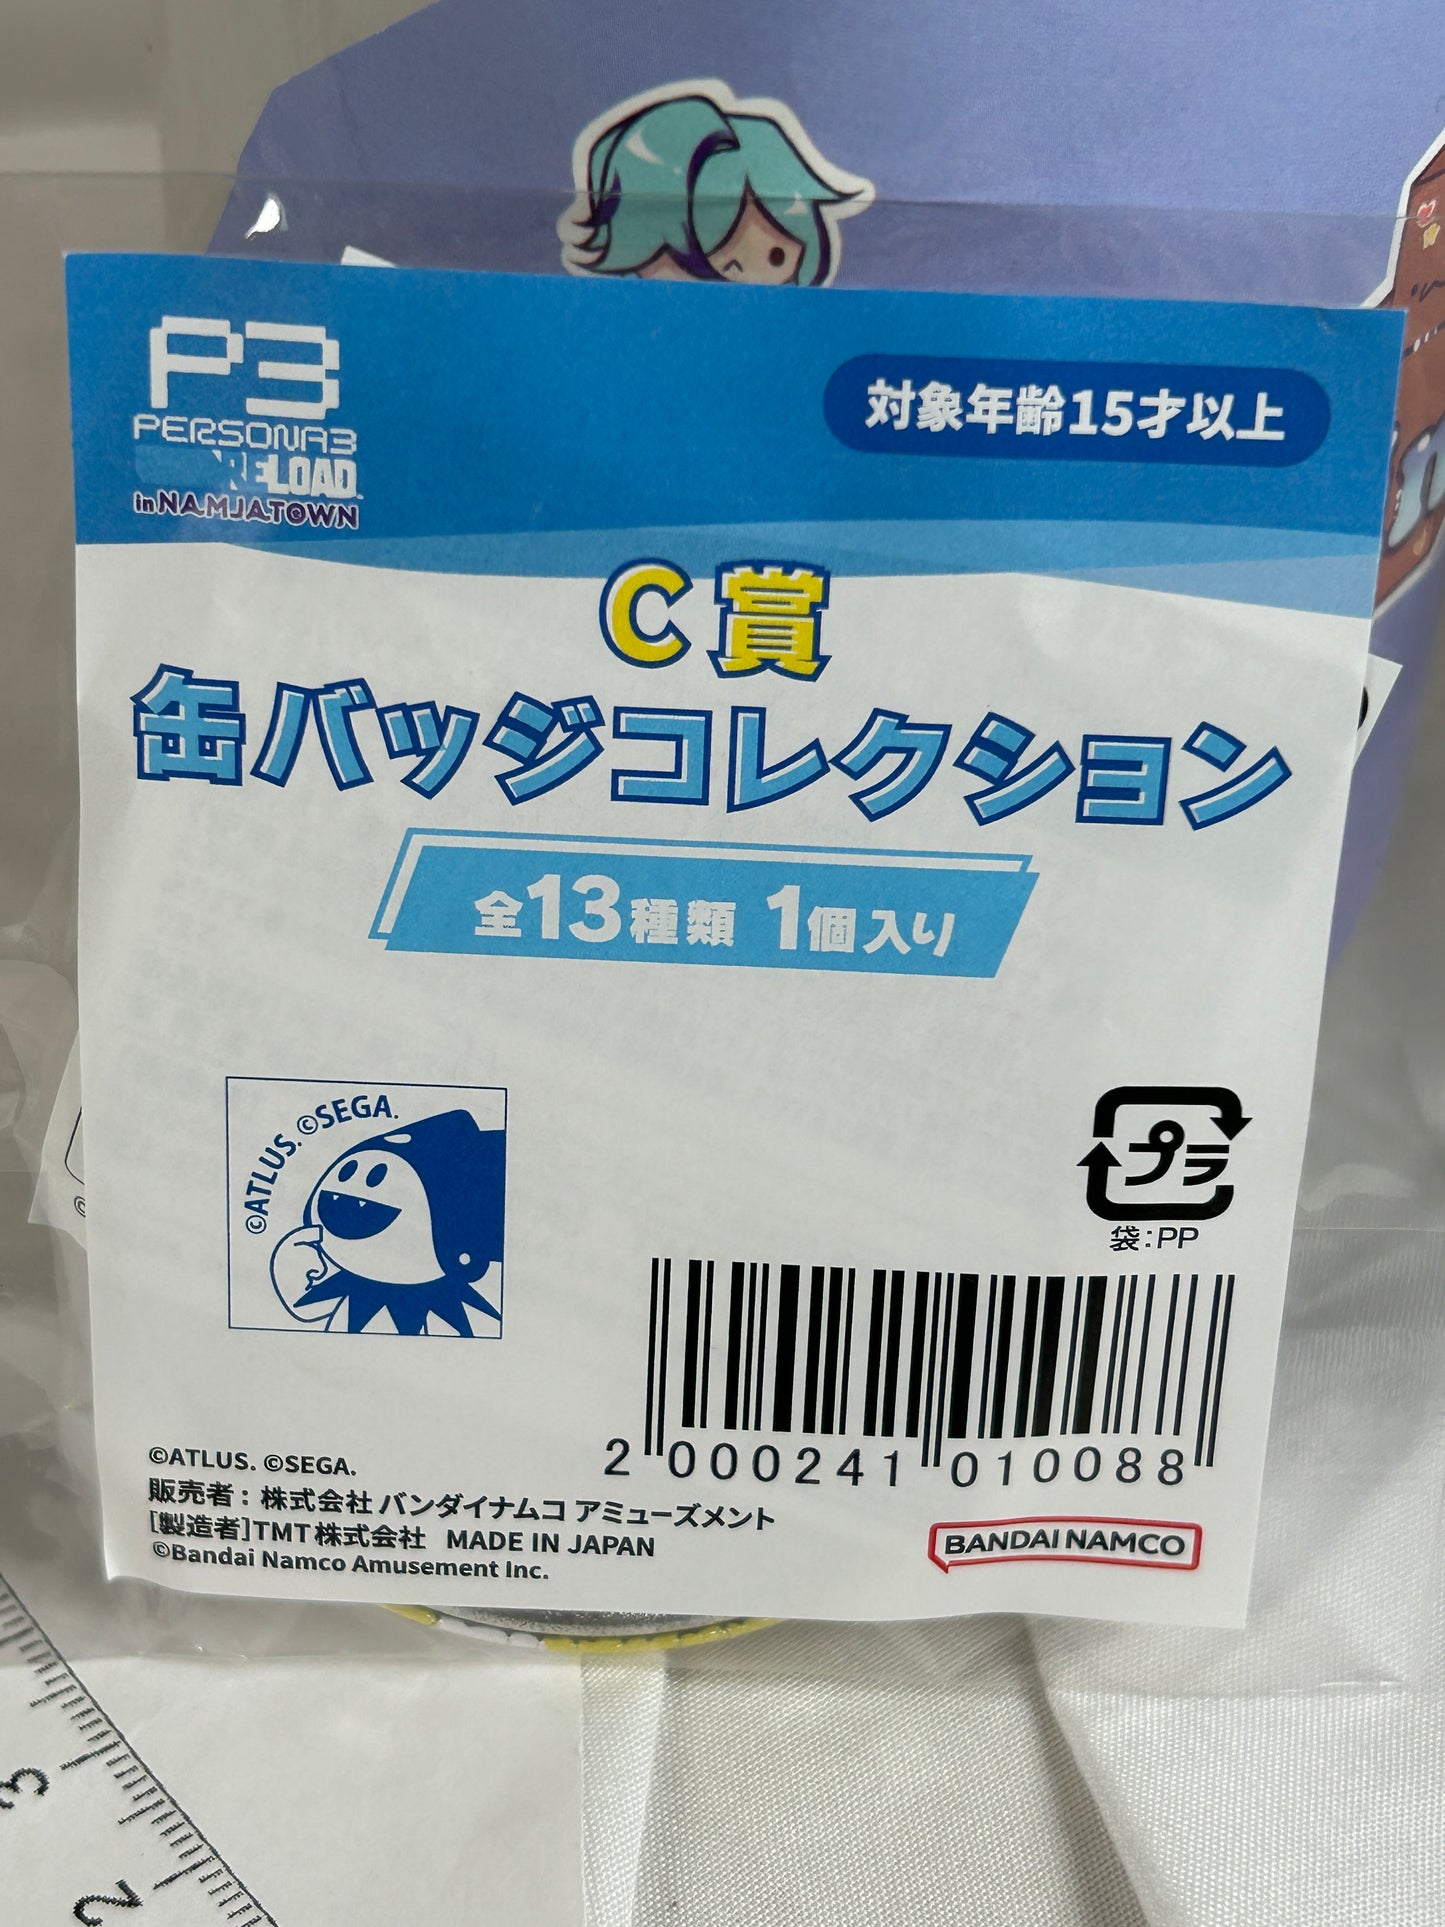 P3
PERSONA3
RELOAD
in NAMJATOWN
対象年齢15才以上
C賞
缶バッジコレクション
全13種類 1個入り
©ATLUS. ©SEGA.
プラ
袋:PP
2 000241 010088
©ATLUS. ©SEGA.
販売者:株式会社バンダイナムコ アミューズメント
[製造者]TMT株式会社 MADE IN JAPAN
©Bandai Namco Amusement Inc.
BANDAI NAMCO
3
2